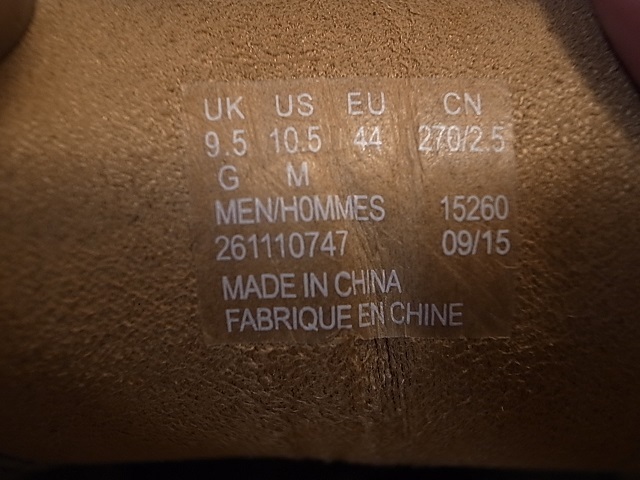 UK US EU CN
9.5 10.5 44 270/2.5
G M
MEN/HOMMES 15260
261110747 09/15
MADE IN CHINA
FABRIQUE EN CHINE